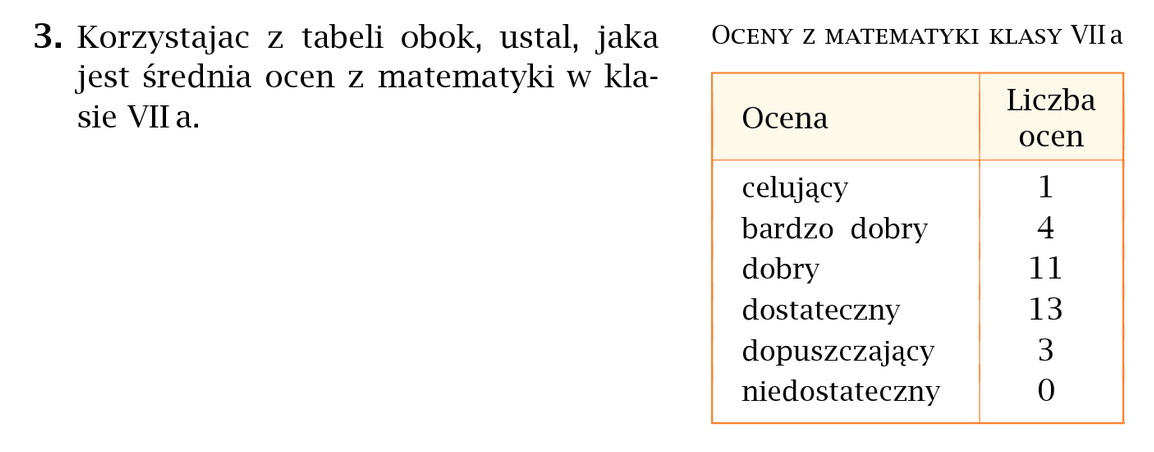 3. Korzystajac z tabeli obok, ustal, jaka
jest średnia ocen z matematyki w kla-
sie VII a.
OCENY Z MATEMATYKI KLASY VII a
Ocena
Liczba
ocen
celujący 1
bardzo dobry 4
dobry 11
dostateczny 13
dopuszczający 3
niedostateczny 0